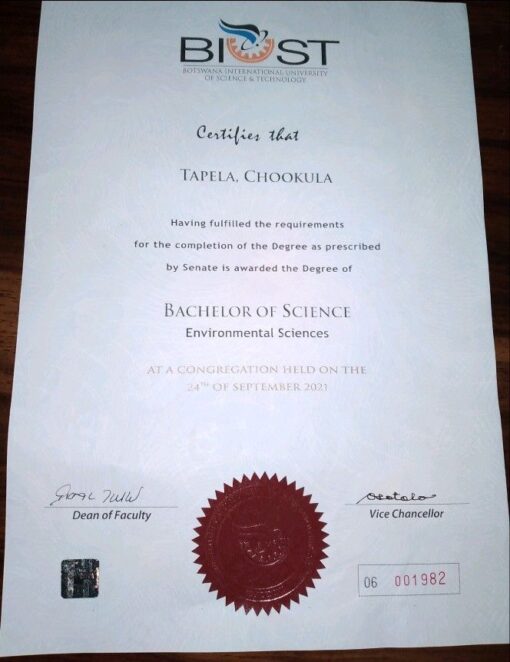 BIUST
BOTSWANA INTERNATIONAL UNIVERSITY
OF SCIENCE & TECHNOLOGY
Certifies that
TAPELA, CHOOKULA
Having fulfilled the requirements
for the completion of the Degree as prescribed
by Senate is awarded the Degree of
BACHELOR OF SCIENCE
Environmental Sciences
AT A CONGREGATION HELD ON THE
24TH OF SEPTEMBER 2021
Dean of Faculty
Vice Chancellor
06 001982